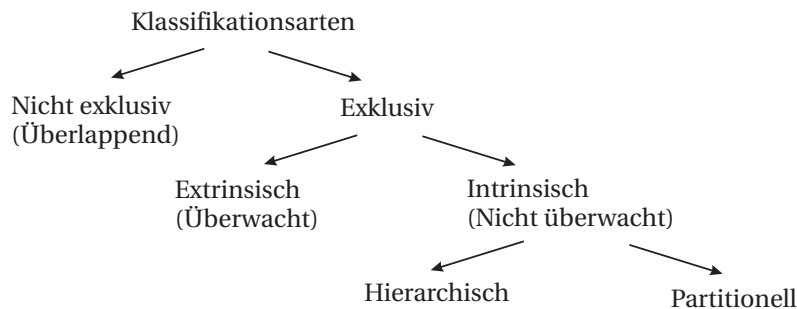 Klassifikationsarten
Nicht exklusiv
(Überlappend)
Exklusiv
Extrinsisch
(Überwacht)
Intrinsisch
(Nicht überwacht)
Hierarchisch
Partitionell